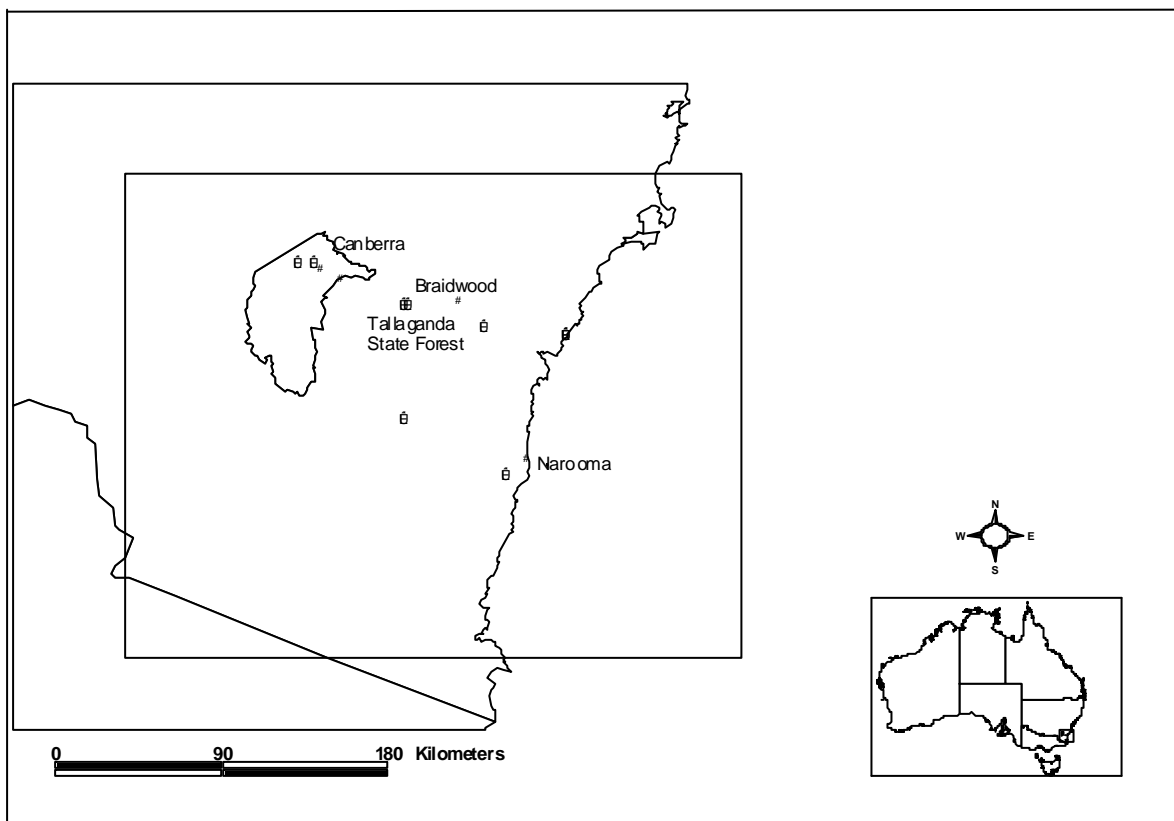 Canberra
Braidwood
Tallaganda
State Forest
Narooma
N
W E
S
0 90 180 Kilometers